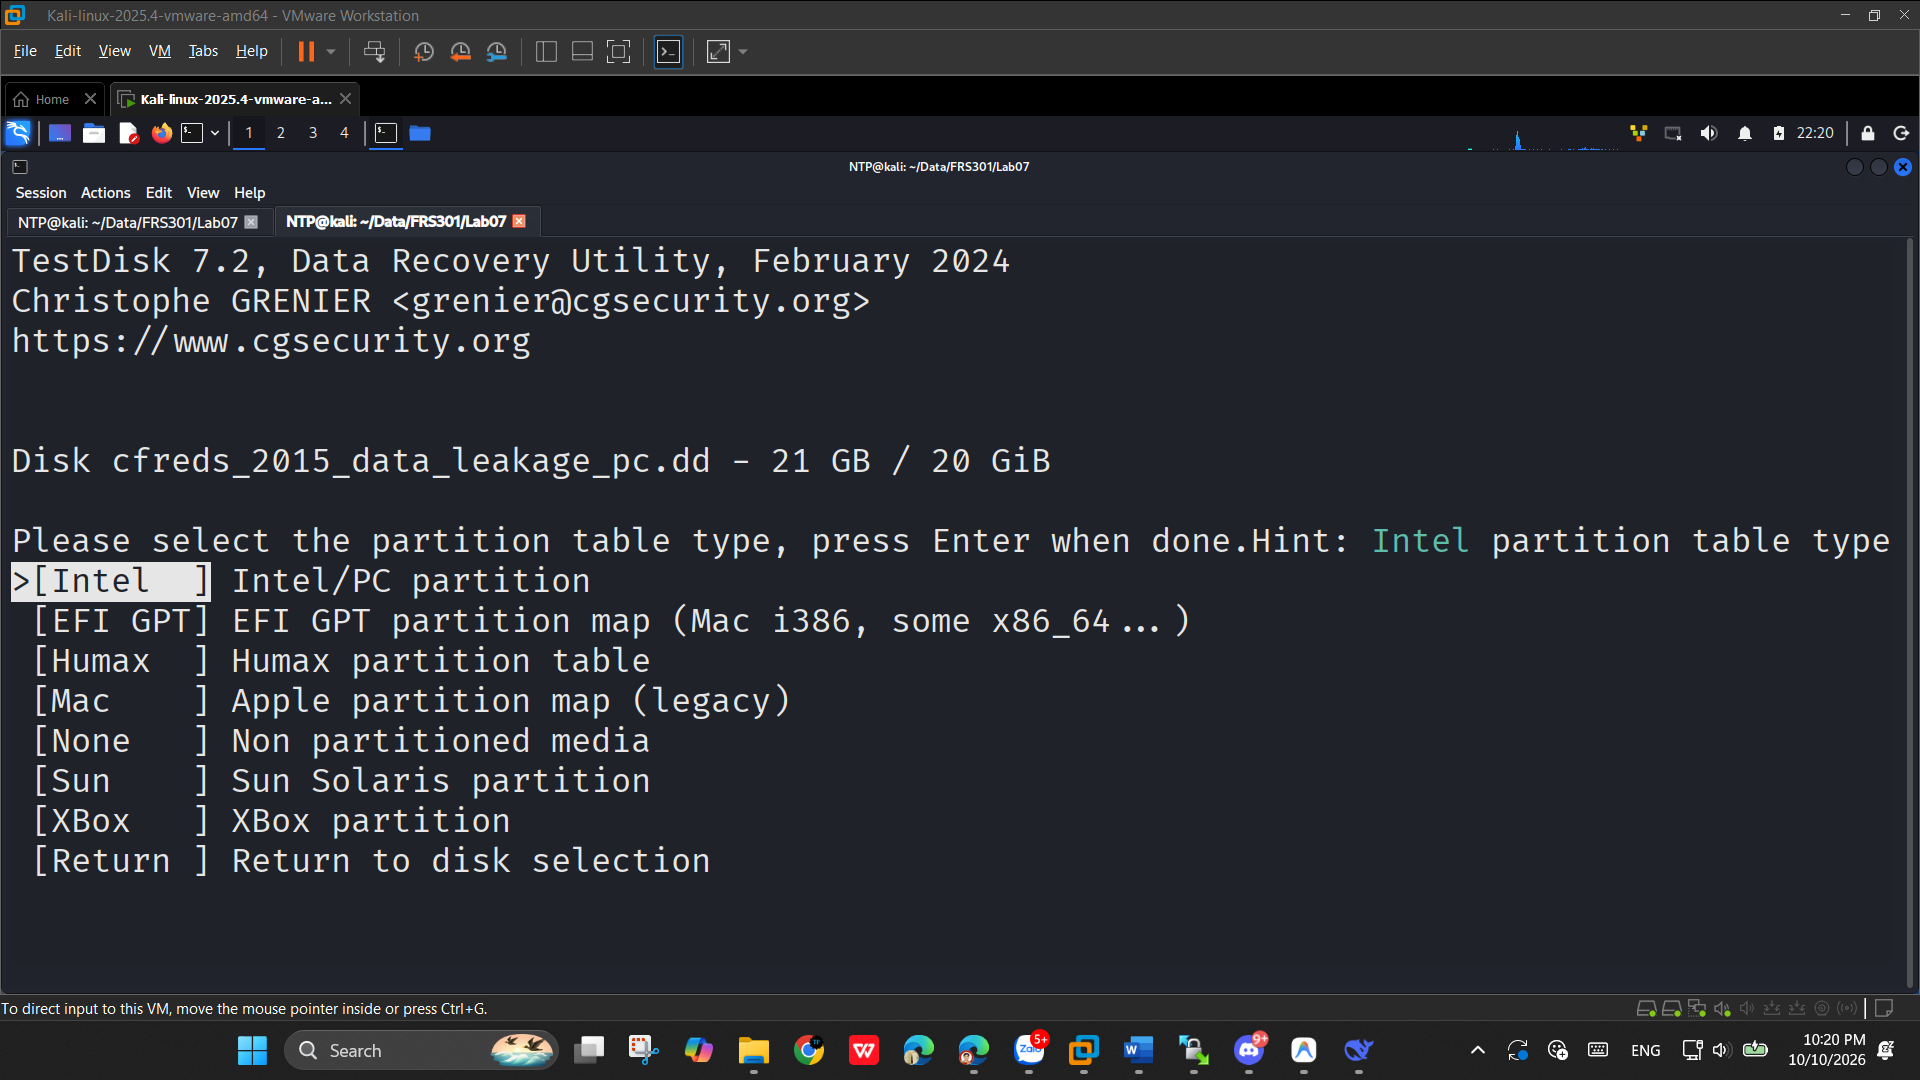 Kali-linux-2025.4-vmware-amd64 - VMware Workstation
File Edit View VM Tabs Help
Home Kali-linux-2025.4-vmware-a...
1 2 3 4 22:20
NTP@kali: ~/Data/FRS301/Lab07
Session Actions Edit View Help
NTP@kali: ~/Data/FRS301/Lab07 NTP@kali: ~/Data/FRS301/Lab07
TestDisk 7.2, Data Recovery Utility, February 2024
Christophe GRENIER <grenier@cgsecurity.org>
https://www.cgsecurity.org
Disk cfreds_2015_data_leakage_pc.dd - 21 GB / 20 GiB
Please select the partition table type, press Enter when done.Hint: Intel partition table type
>[Intel  ] Intel/PC partition
[EFI GPT] EFI GPT partition map (Mac i386, some x86_64...)
[Humax  ] Humax partition table
[Mac    ] Apple partition map (legacy)
[None   ] Non partitioned media
[Sun    ] Sun Solaris partition
[XBox   ] XBox partition
[Return ] Return to disk selection
To direct input to this VM, move the mouse pointer inside or press Ctrl+G.
Search Zalo 5+ W 9+ ENG 10:20 PM
10/10/2026